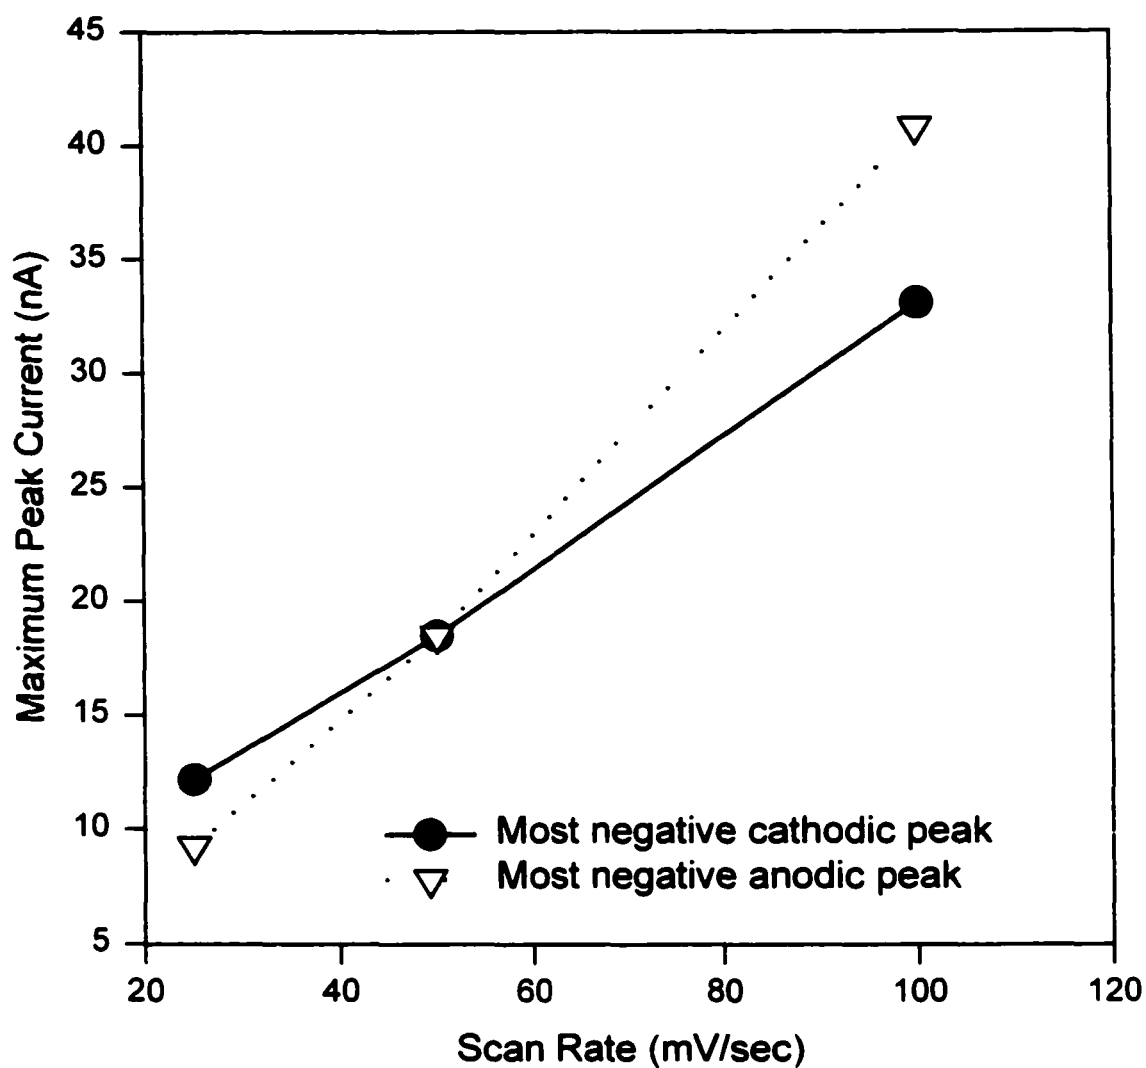 45
40
35
30
25
20
15
10
5
Maximum Peak Current (nA)
Most negative cathodic peak
Most negative anodic peak
20 40 60 80 100 120
Scan Rate (mV/sec)